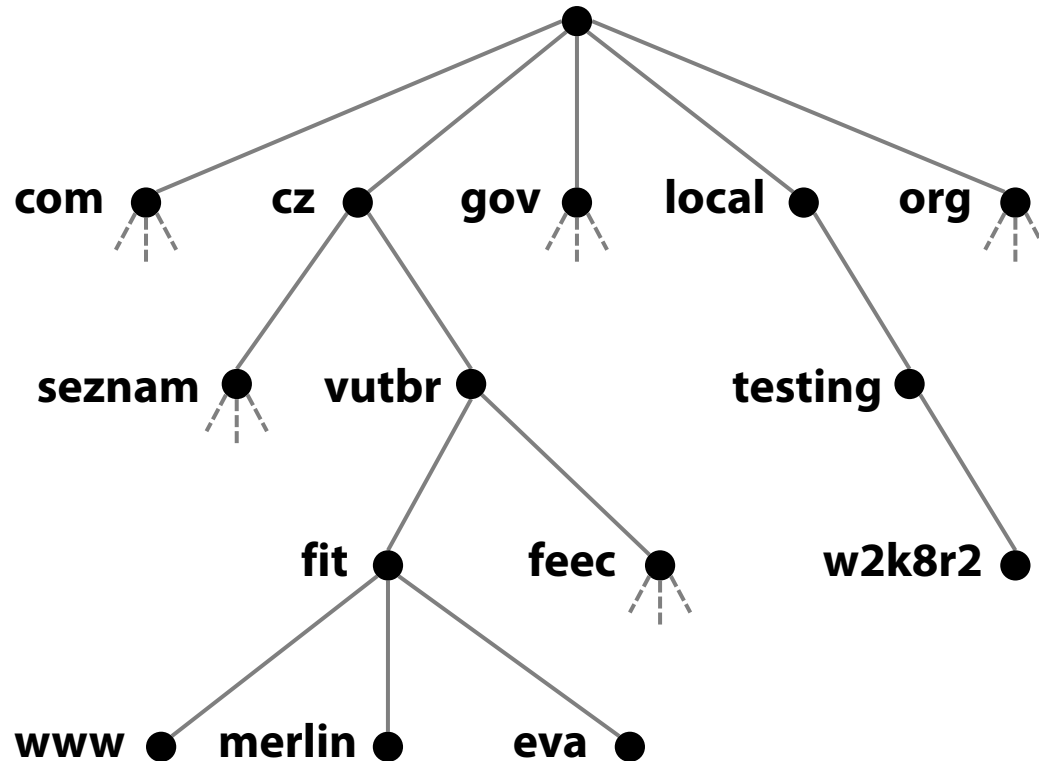 com cz gov local org
seznam vutbr testing
fit feec w2k8r2
www merlin eva